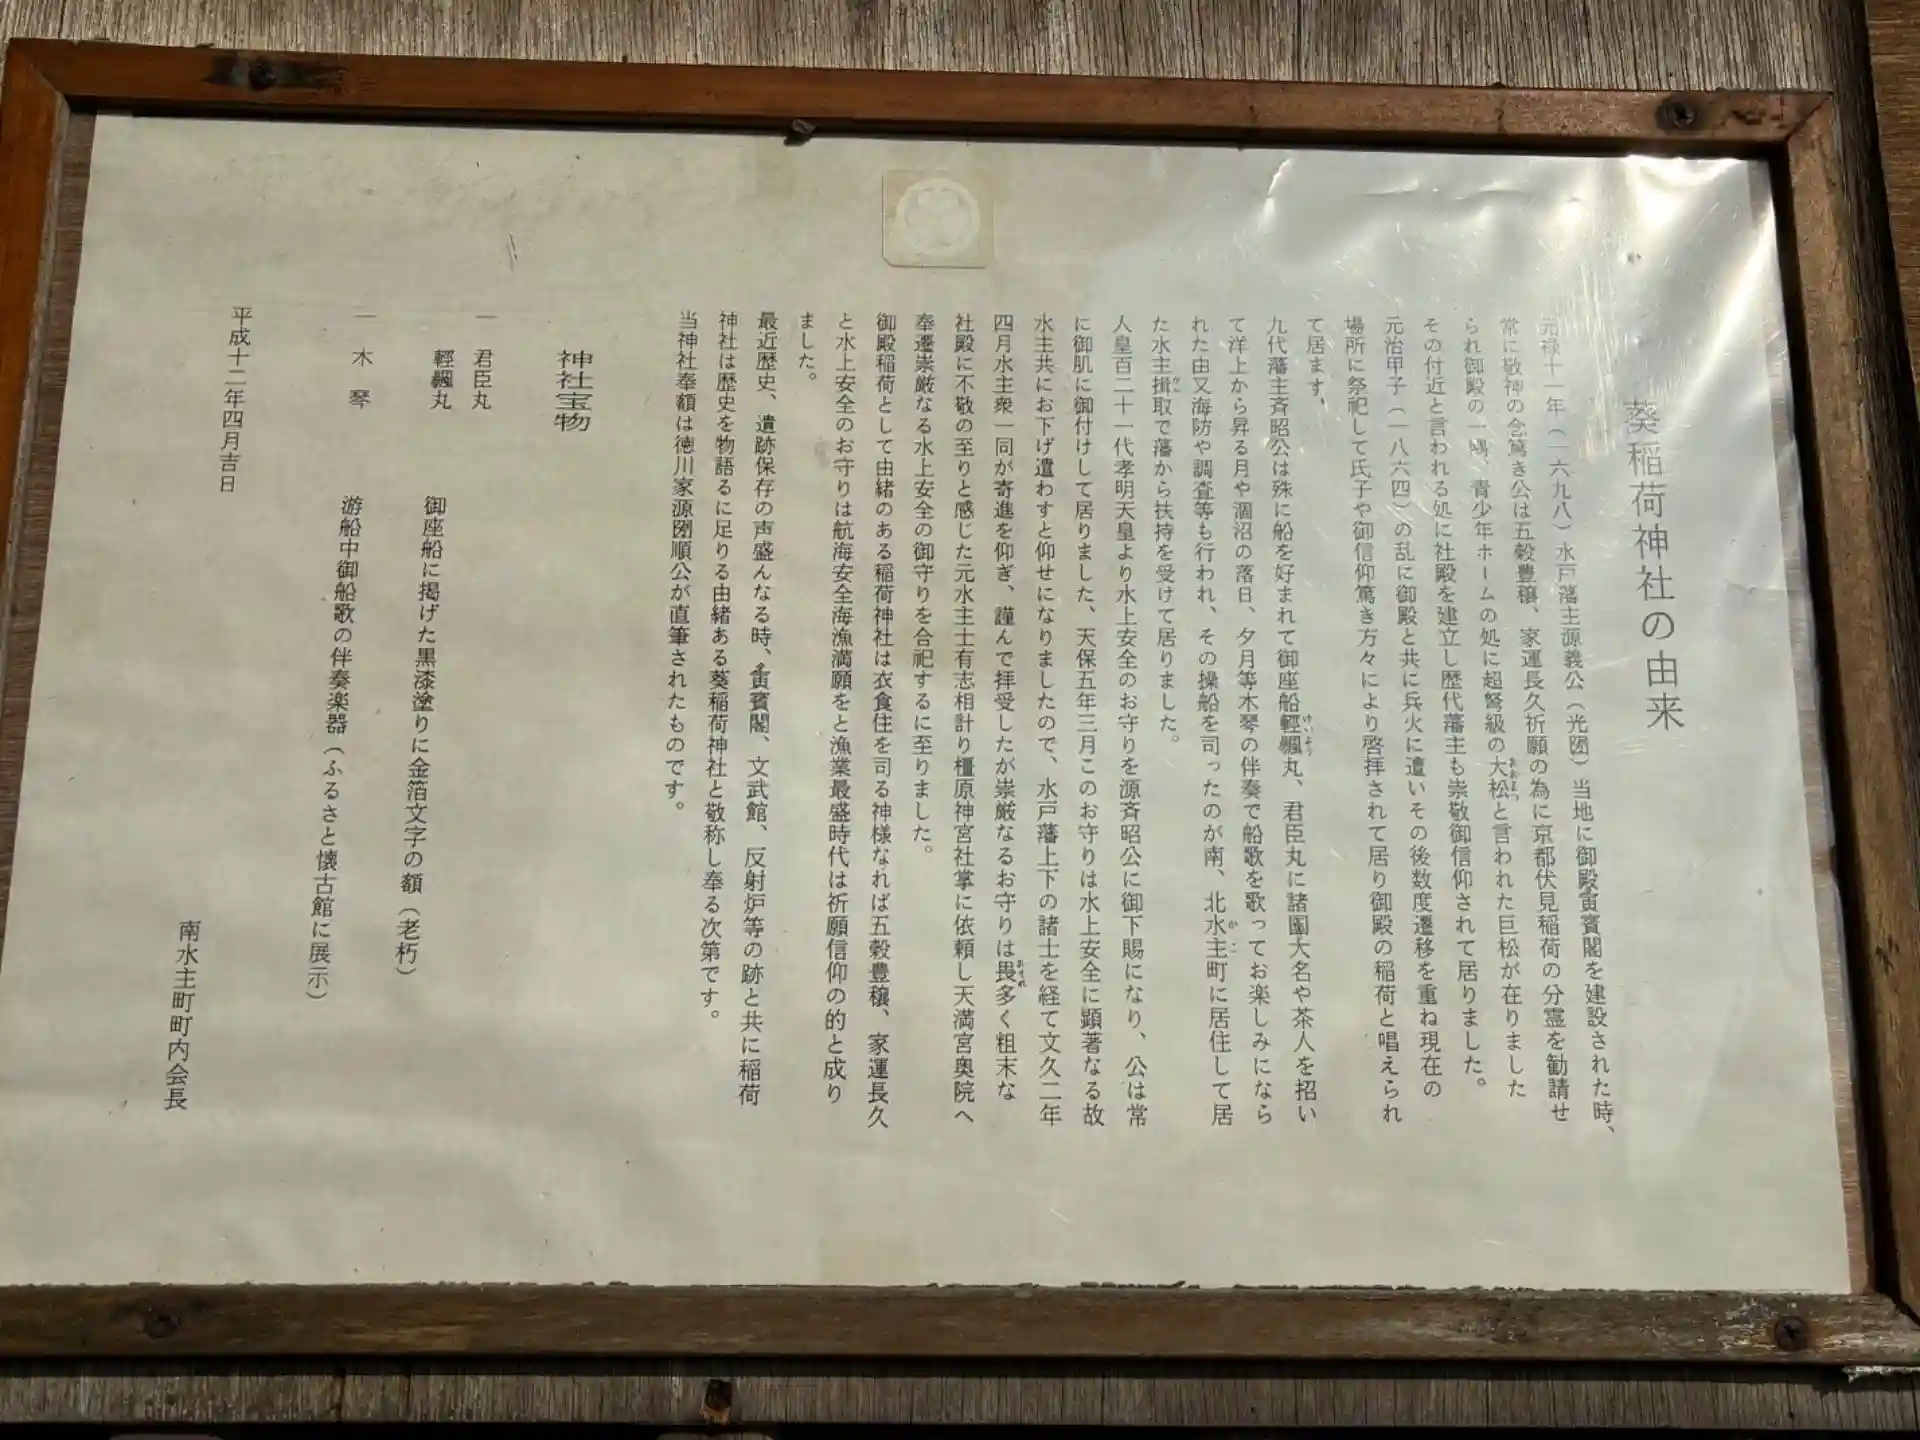 葵稲荷神社の由来
元禄十一年（一六九八）水戸藩主源義公（光圀）当地に御殿夤賓閣を建設された時、
常に敬神の念篤き公は五穀豊穣、家運長久祈願の為に京都伏見稲荷の分霊を勧請せ
られ御殿の一隅、青少年ホームの処に超弩級の大松と言われた巨松が在りました
その付近と言われる処に社殿を建立し歴代藩主も崇敬御信仰されて居りました。
元治甲子（一八六四）の乱に御殿と共に兵火に遭いその後数度遷移を重ね現在の
場所に祭祀して氏子や御信仰篤き方々により啓拝されて居り御殿の稲荷と唱えられ
て居ます。
九代藩主斉昭公は殊に船を好まれて御座船輕颿丸、君臣丸に諸國大名や茶人を招い
て洋上から昇る月や涸沼の落日、夕月等木琴の伴奏で船歌を歌ってお楽しみになら
れた由又海防や調査等も行われ、その操船を司ったのが南、北水主町に居住して居
た水主揖取で藩から扶持を受けて居りました。
人皇百二十一代孝明天皇より水上安全のお守りを源斉昭公に御下賜になり、公は常
に御肌に御付けして居りました、天保五年三月このお守りは水上安全に顕著なる故
水主共にお下げ遣わすと仰せになりましたので、水戸藩上下の諸士を経て文久二年
四月水主衆一同が寄進を仰ぎ、謹んで拝受したが崇厳なるお守りは畏多く粗末な
社殿に不敬の至りと感じた元水主士有志相計り橿原神宮社掌に依頼し天満宮奥院へ
奉遷崇厳なる水上安全の御守りを合祀するに至りました。
御殿稲荷として由緒のある稲荷神社は衣食住を司る神様なれば五穀豊穣、家運長久
と水上安全のお守りは航海安全海漁満願をと漁業最盛時代は祈願信仰の的と成り
ました。
最近歴史、遺跡保存の声盛んなる時、夤賓閣、文武館、反射炉等の跡と共に稲荷
神社は歴史を物語るに足りる由緒ある葵稲荷神社と敬称し奉る次第です。
当神社奉額は徳川家源圀順公が直筆されたものです。
神社宝物
一 君臣丸
輕颿丸 御座船に掲げた黒漆塗りに金箔文字の額（老朽）
一 木琴 游船中御船歌の伴奏楽器（ふるさと懐古館に展示）
平成十二年四月吉日
南水主町町内会長